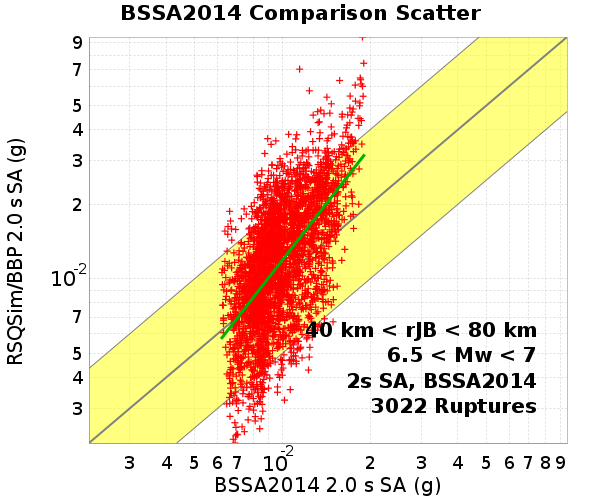 BSSA2014 Comparison Scatter
RSQSim/BBP 2.0 s SA (g)
9
7
5
4
3
2
10-2
7
5
4
3
40 km < rJB < 80 km
6.5 < Mw < 7
2s SA, BSSA2014
3022 Ruptures
3 4 5 6 7 10-2 2 3 4 5 6 7 8 9
BSSA2014 2.0 s SA (g)